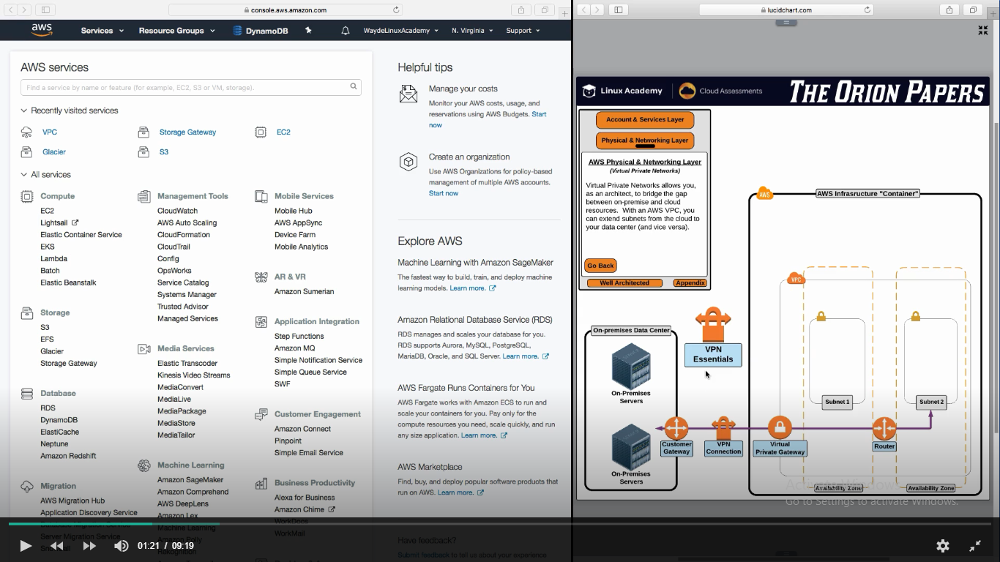 console.aws.amazon.com
lucidchart.com
aws
Services
Resource Groups
DynamoDB
WaydeLinuxAcademy
N. Virginia
Support
AWS services
Find a service by name or feature (for example, EC2, S3 or VM, storage).
Recently visited services
VPC
Storage Gateway
EC2
Glacier
S3
All services
Compute
EC2
Lightsail
Elastic Container Service
EKS
Lambda
Batch
Elastic Beanstalk
Storage
S3
EFS
Glacier
Storage Gateway
Database
RDS
DynamoDB
ElastiCache
Neptune
Amazon Redshift
Migration
AWS Migration Hub
Application Discovery Service
Database Migration Service
Server Migration Service
Snowball
Management Tools
CloudWatch
AWS Auto Scaling
CloudFormation
CloudTrail
Config
OpsWorks
Service Catalog
Systems Manager
Trusted Advisor
Managed Services
Media Services
Elastic Transcoder
Kinesis Video Streams
MediaConvert
MediaLive
MediaPackage
MediaStore
MediaTailor
Machine Learning
Amazon SageMaker
Amazon Comprehend
AWS DeepLens
Amazon Lex
Machine Learning
Amazon Polly
Rekognition
Mobile Services
Mobile Hub
AWS AppSync
Device Farm
Mobile Analytics
AR & VR
Amazon Sumerian
Application Integration
Step Functions
Amazon MQ
Simple Notification Service
Simple Queue Service
SWF
Customer Engagement
Amazon Connect
Pinpoint
Simple Email Service
Business Productivity
Alexa for Business
Amazon Chime
WorkDocs
WorkMail
Helpful tips
Manage your costs
Monitor your AWS costs, usage, and
reservations using AWS Budgets. Start
now
Create an organization
Use AWS Organizations for policy-based
management of multiple AWS accounts.
Start now
Explore AWS
Machine Learning with Amazon SageMaker
The fastest way to build, train, and deploy machine
learning models. Learn more.
Amazon Relational Database Service (RDS)
RDS manages and scales your database for you.
RDS supports Aurora, MySQL, PostgreSQL,
MariaDB, Oracle, and SQL Server. Learn more.
AWS Fargate Runs Containers for You
AWS Fargate works with Amazon ECS to run and
scale your containers for you. Pay only for the
compute resources you need, scale quickly, and run
any size application. Learn more.
AWS Marketplace
Find, buy, and deploy popular software products that
run on AWS. Learn more.
Have feedback?
Submit feedback to tell us about your experience
Linux Academy
Cloud Assessments
THE ORION PAPERS
Account & Services Layer
Physical & Networking Layer
AWS Physical & Networking Layer
(Virtual Private Networks)
Virtual Private Networks allows you,
as an architect, to bridge the gap
between on-premise and cloud
resources. With an AWS VPC, you
can extend subnets from the cloud to
your data center (and vice versa).
Go Back
Well Architected
Appendix
AWS
AWS Infrasructure "Container"
VPC
On-premises Data Center
On-Premises
Servers
On-Premises
Servers
VPN
Essentials
Subnet 1
Subnet 2
Customer
Gateway
VPN
Connection
Virtual
Private Gateway
Router
Availability Zone
Availability Zone
Activate Windows
Go to Settings to activate Windows.
01:21 / 09:19